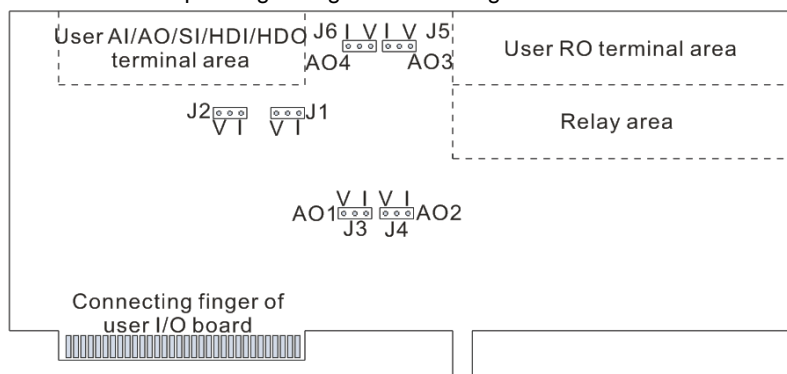 User AI/AO/SI/HDI/HDO
terminal area
J6 I V I V J5
AO4 AO3
User RO terminal area
J2 J1
V I V I
Relay area
V I V I
AO1 AO2
J3 J4
Connecting finger of
user I/O board